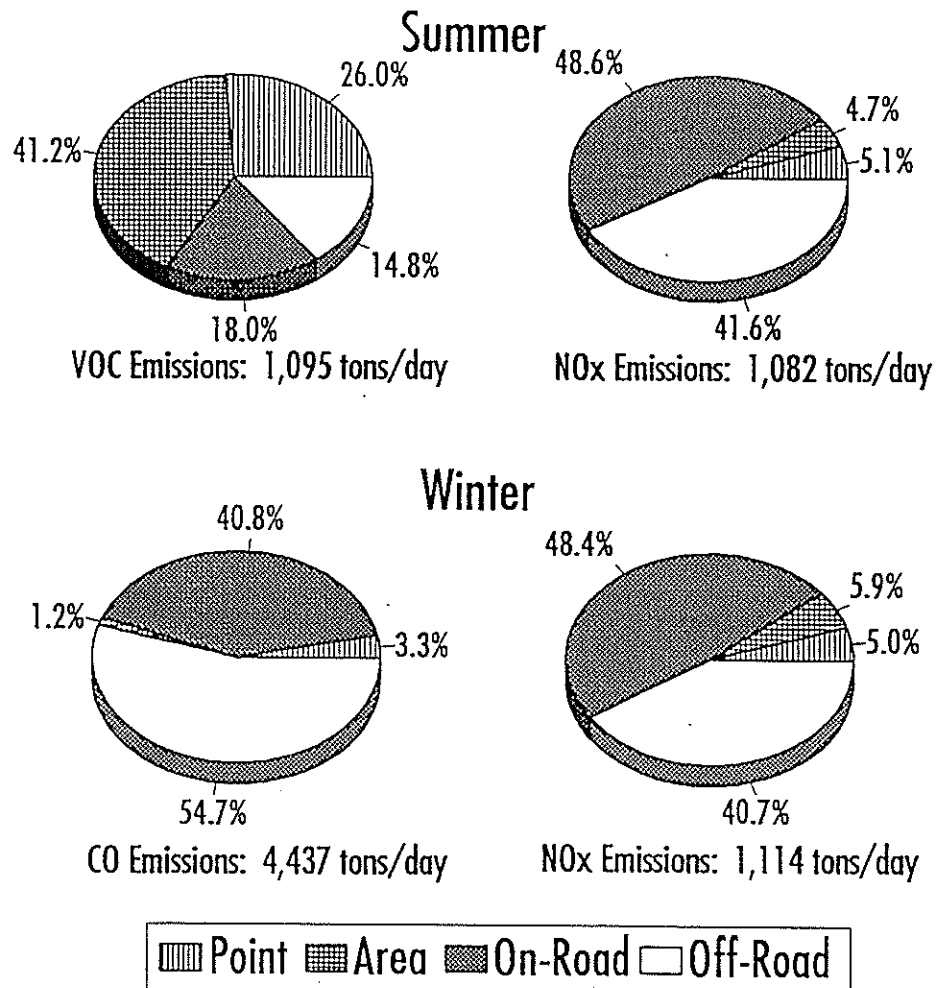 Summer
26.0%
41.2%
14.8%
18.0%
VOC Emissions: 1,095 tons/day
48.6%
4.7%
5.1%
41.6%
NOx Emissions: 1,082 tons/day
Winter
40.8%
1.2%
3.3%
54.7%
CO Emissions: 4,437 tons/day
48.4%
5.9%
5.0%
40.7%
NOx Emissions: 1,114 tons/day
Point Area On-Road Off-Road